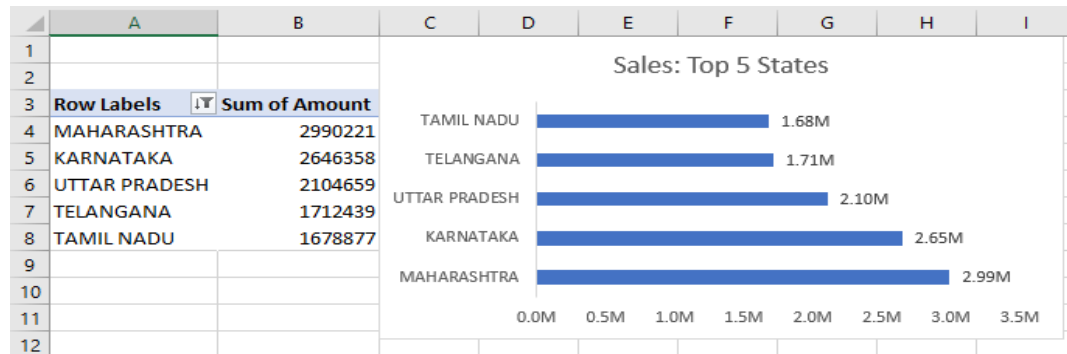 A B C D E F G H I
1
2
3 Row Labels Sum of Amount
4 MAHARASHTRA 2990221
5 KARNATAKA 2646358
6 UTTAR PRADESH 2104659
7 TELANGANA 1712439
8 TAMIL NADU 1678877
9
10
11
12
Sales: Top 5 States
TAMIL NADU 1.68M
TELANGANA 1.71M
UTTAR PRADESH 2.10M
KARNATAKA 2.65M
MAHARASHTRA 2.99M
0.0M 0.5M 1.0M 1.5M 2.0M 2.5M 3.0M 3.5M